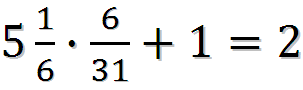 5 1/6 · 6/31 + 1 = 2